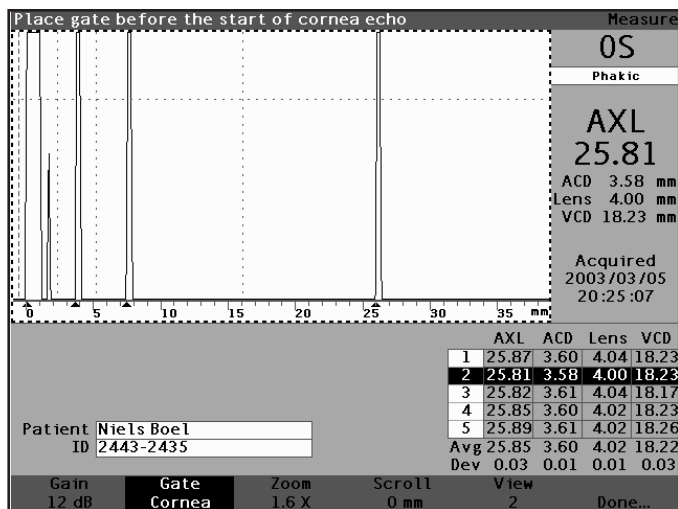 Place gate before the start of cornea echo Measure
OS
Phakic
AXL
25.81
ACD 3.58 mm
Lens 4.00 mm
VCD 18.23 mm
Acquired
2003/03/05
20:25:07
0 5 10 15 20 25 30 35 mm
AXL ACD Lens VCD
1 25.87 3.60 4.04 18.23
2 25.81 3.58 4.00 18.23
3 25.82 3.61 4.04 18.17
4 25.85 3.60 4.02 18.23
5 25.89 3.61 4.02 18.26
Avg 25.85 3.60 4.02 18.22
Dev 0.03 0.01 0.01 0.03
Patient Niels Boel
ID 2443-2435
Gain Gate Zoom Scroll View
12 dB Cornea 1.6 X 0 mm 2 Done...